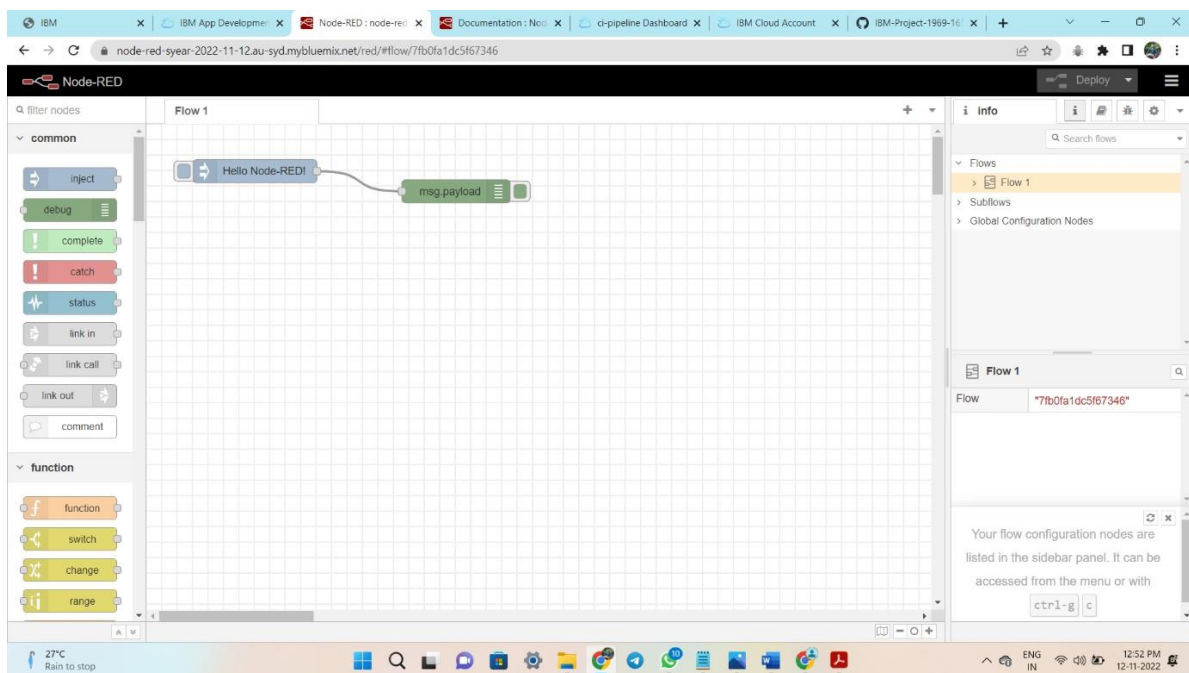 IBM
IBM App Developmen
Node-RED : node-red
Documentation : Nod
ci-pipeline Dashboard
IBM Cloud Account
IBM-Project-1969-16
node-red-syear-2022-11-12.au-syd.mybluemix.net/red/#flow/7fb0fa1dc5f67346
Node-RED
Deploy
filter nodes
Flow 1
i info
i
Search flows
common
inject
debug
complete
catch
status
link in
link call
link out
comment
function
f function
switch
change
range
Hello Node-RED!
msg.payload
Flows
Flow 1
Subflows
Global Configuration Nodes
Flow 1
Flow "7fb0fa1dc5f67346"
Your flow configuration nodes are
listed in the sidebar panel. It can be
accessed from the menu or with
ctrl-g c
27°C
Rain to stop
10
ENG
IN
12:52 PM
12-11-2022